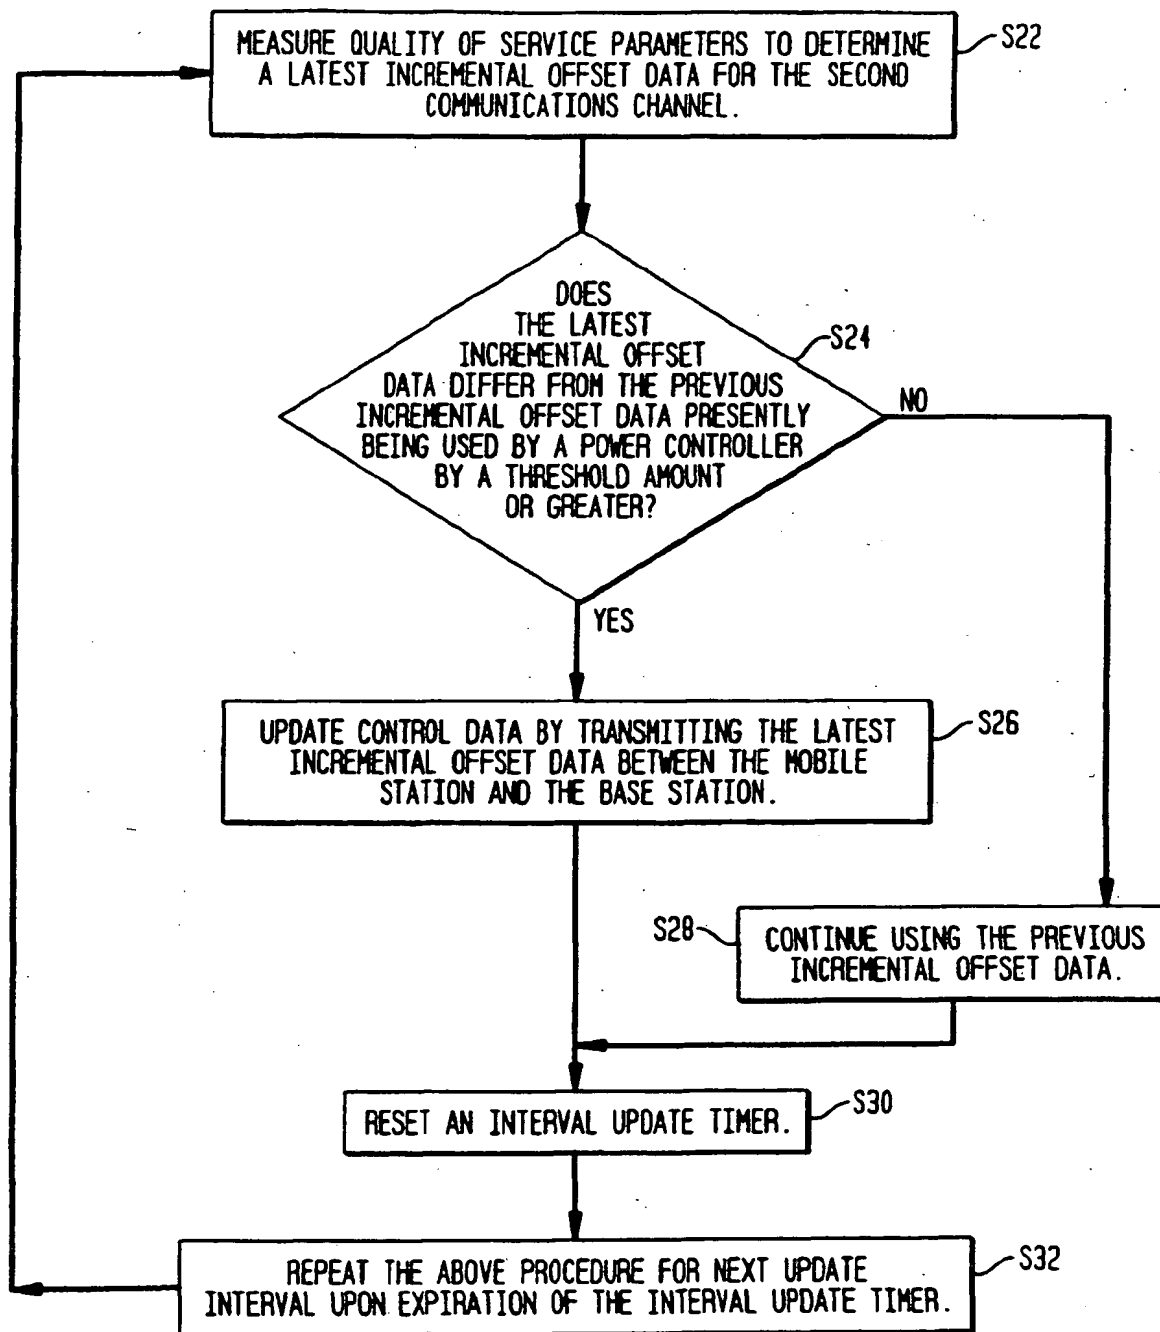 MEASURE QUALITY OF SERVICE PARAMETERS TO DETERMINE
A LATEST INCREMENTAL OFFSET DATA FOR THE SECOND
COMMUNICATIONS CHANNEL.
S22
DOES
THE LATEST
INCREMENTAL OFFSET
DATA DIFFER FROM THE PREVIOUS
INCREMENTAL OFFSET DATA PRESENTLY
BEING USED BY A POWER CONTROLLER
BY A THRESHOLD AMOUNT
OR GREATER?
S24
NO
YES
UPDATE CONTROL DATA BY TRANSMITTING THE LATEST
INCREMENTAL OFFSET DATA BETWEEN THE MOBILE
STATION AND THE BASE STATION.
S26
S28
CONTINUE USING THE PREVIOUS
INCREMENTAL OFFSET DATA.
RESET AN INTERVAL UPDATE TIMER.
S30
REPEAT THE ABOVE PROCEDURE FOR NEXT UPDATE
INTERVAL UPON EXPIRATION OF THE INTERVAL UPDATE TIMER.
S32